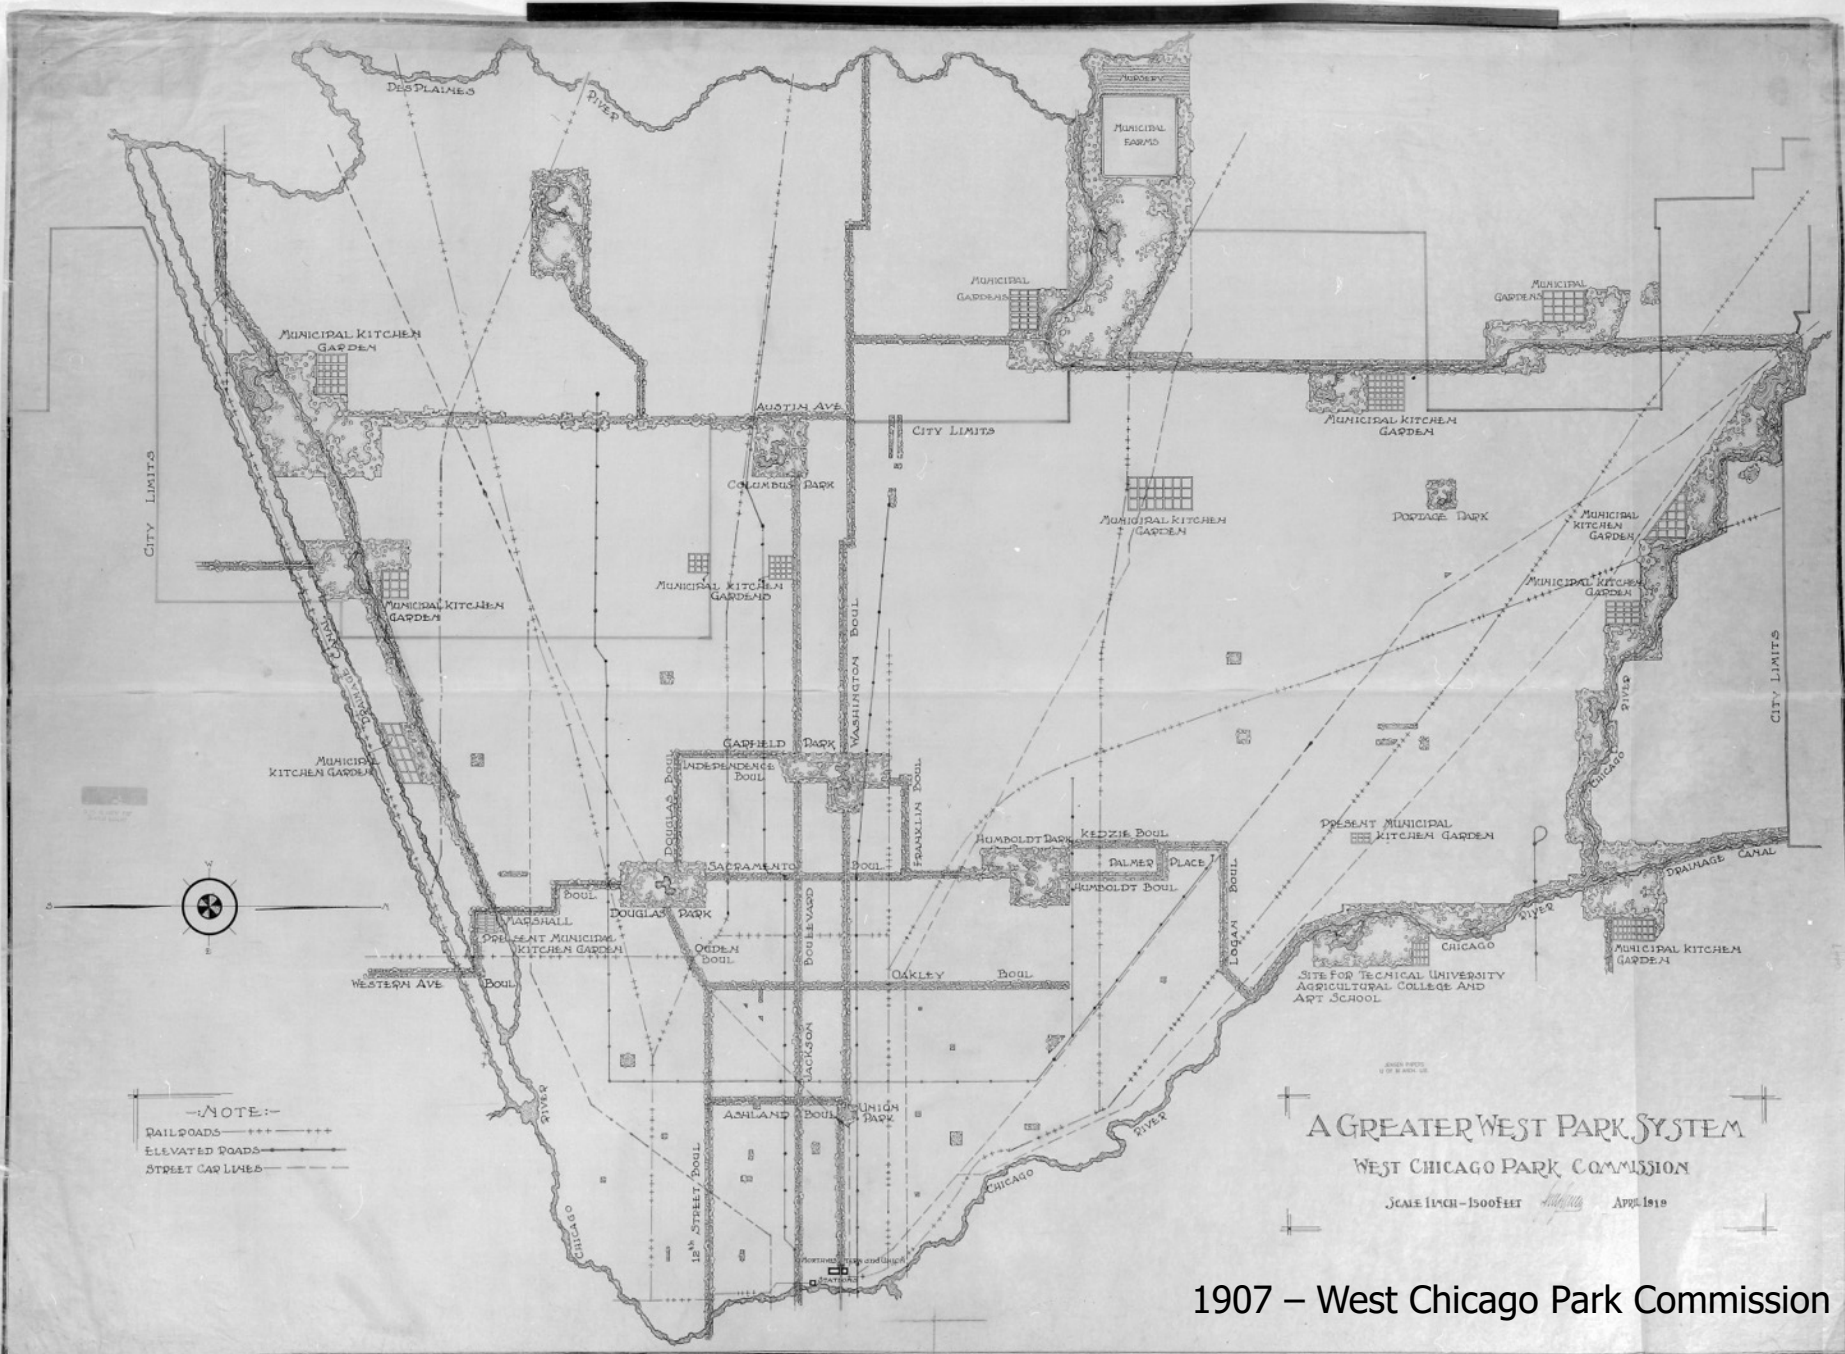 DES PLAINES
RIVER
NURSERY
MUNICIPAL
FARMS
MUNICIPAL
GARDENS
MUNICIPAL
GARDENS
MUNICIPAL KITCHEN
GARDEN
AUSTIN AVE
CITY LIMITS
MUNICIPAL KITCHEN
GARDEN
COLUMBUS PARK
CITY LIMITS
MUNICIPAL KITCHEN
GARDEN
PORTAGE PARK
MUNICIPAL
KITCHEN
GARDEN
MUNICIPAL KITCHEN
GARDENS
MUNICIPAL KITCHEN
GARDEN
MUNICIPAL KITCHEN
GARDEN
DRAINAGE CANAL
WASHINGTON BOUL
CITY LIMITS
RIVER
CHICAGO
MUNICIPAL
KITCHEN GARDEN
GARFIELD PARK
INDEPENDENCE
BOUL
DOUGLAS BOUL
FRANKLIN BOUL
HUMBOLDT PARK
KEDZIE BOUL
PALMER PLACE
HUMBOLDT BOUL
LOGAN BOUL
PRESENT MUNICIPAL
KITCHEN GARDEN
DRAINAGE CANAL
SACRAMENTO BOUL
BOUL
MARSHALL
DOUGLAS PARK
PRESENT MUNICIPAL
KITCHEN GARDEN
OGDEN
BOUL
BOULEVARD
JACKSON
OAKLEY BOUL
WESTERN AVE BOUL
RIVER
CHICAGO
MUNICIPAL KITCHEN
GARDEN
SITE FOR TECNICAL UNIVERSITY
AGRICULTURAL COLLEGE AND
ART SCHOOL
S
N
E
-:NOTE:-
RAILROADS
ELEVATED ROADS
STREET CAR LINES
RIVER
CHICAGO
ASHLAND BOUL
UNION
PARK
12th STREET BOUL
RIVER
CHICAGO
STATIONS
A GREATER WEST PARK SYSTEM
WEST CHICAGO PARK COMMISSION
SCALE 1 INCH-1500 FEET
APRIL 1919
1907 – West Chicago Park Commission